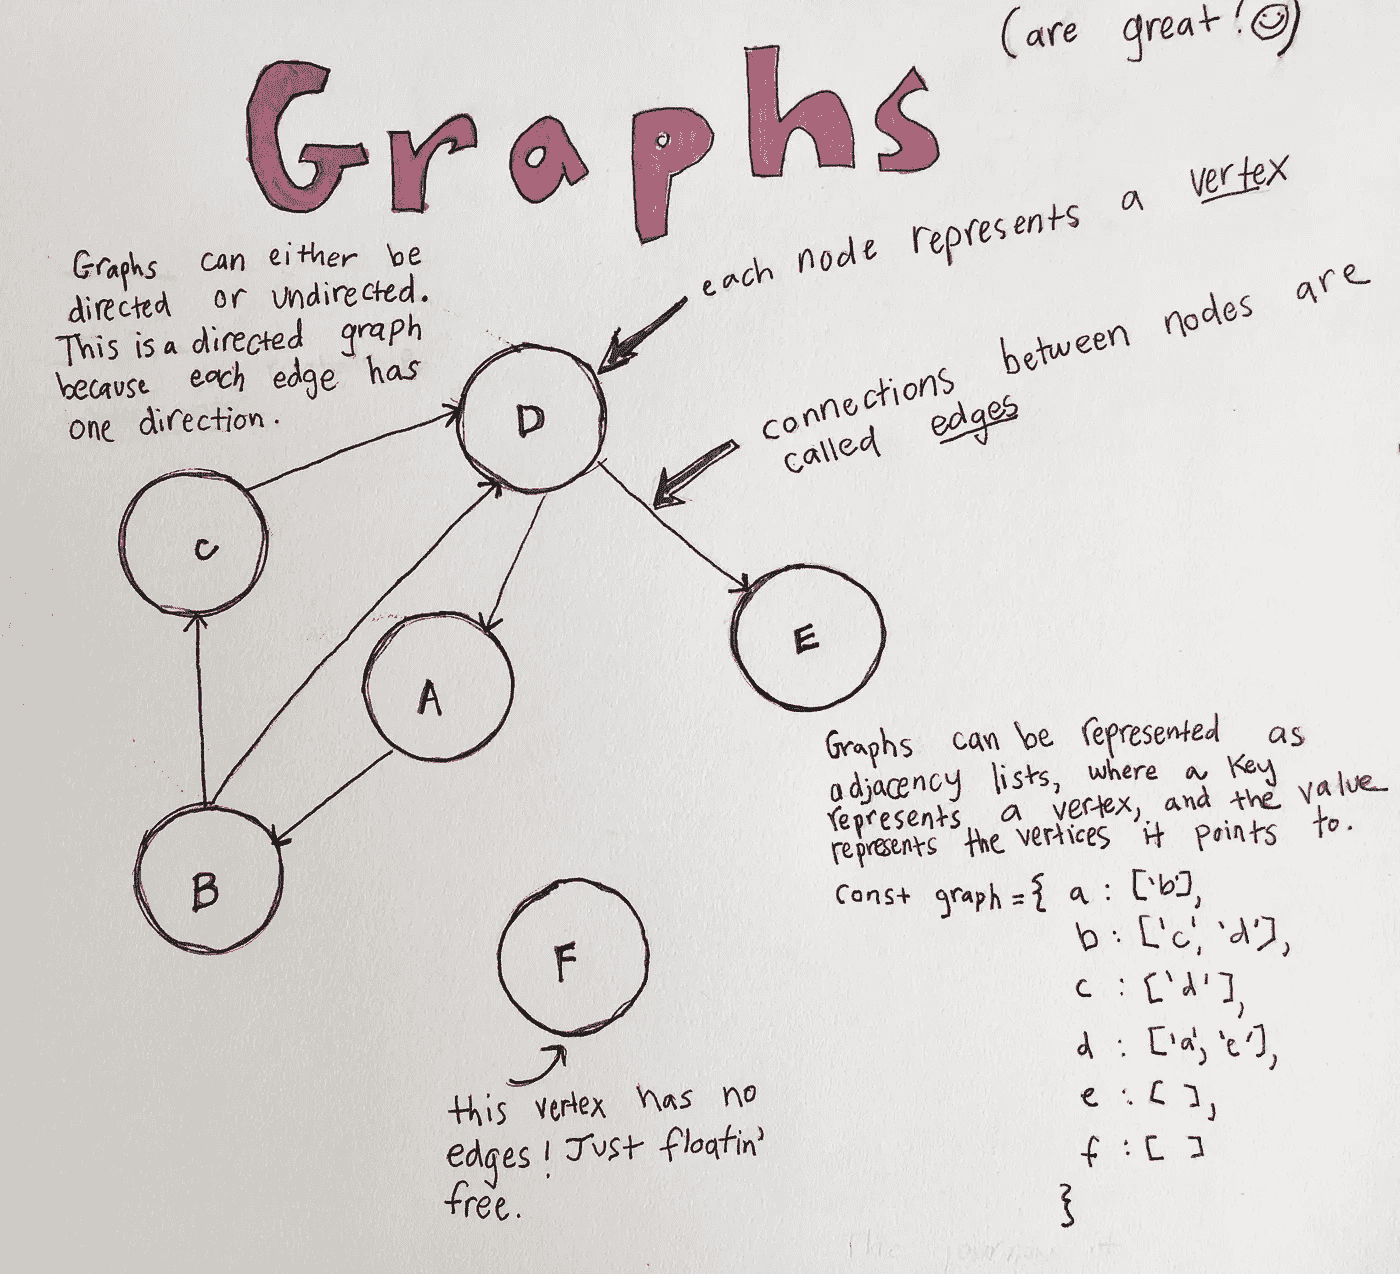 (are great! ☺)
Graphs
Graphs can either be
directed or undirected.
This is a directed graph
because each edge has
one direction.
each node represents a vertex
connections between nodes are
called edges
D
C
A
E
B
F
this vertex has no
edges! Just floatin'
free.
Graphs can be represented as
adjacency lists, where a key
represents a vertex, and the value
represents the vertices it points to.
const graph = { a : ['b'],
b : ['c', 'd'],
c : ['d'],
d : ['a', 'e'],
e : [ ],
f : [ ]
}